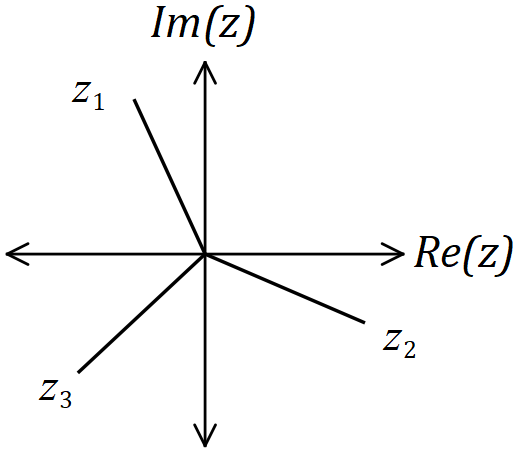 Im(z)
z₁
Re(z)
z₂
z₃